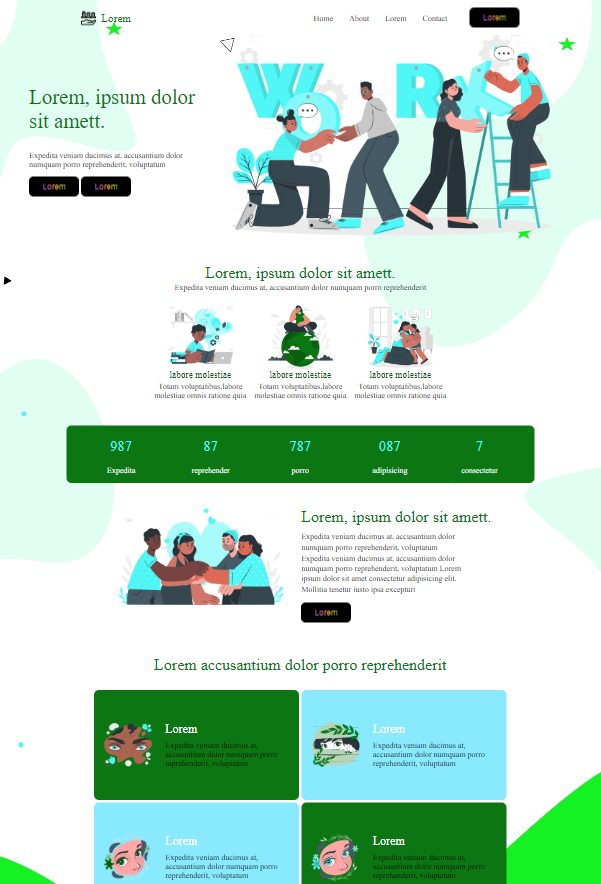 Lorem
Home About Lorem Contact Lorem
WORK
Lorem, ipsum dolor
sit amett.
Expedita veniam ducimus at, accusantium dolor
numquam porro reprehenderit, voluptatum
Lorem Lorem
Lorem, ipsum dolor sit amett.
Expedita veniam ducimus at, accusantium dolor numquam porro reprehenderit
labore molestiae labore molestiae labore molestiae
Totam voluptatibus,labore Totam voluptatibus,labore Totam voluptatibus,labore
molestiae omnis ratione quia molestiae omnis ratione quia molestiae omnis ratione quia
987 87 787 087 7
Expedita reprehender porro adipisicing consectetur
Lorem, ipsum dolor sit amett.
Expedita veniam ducimus at, accusantium dolor
numquam porro reprehenderit, voluptatum
Expedita veniam ducimus at, accusantium dolor
numquam porro reprehenderit, voluptatum Lorem
ipsum dolor sit amet consectetur adipisicing elit.
Mollitia tenetur iusto ipsa excepturi
Lorem
Lorem accusantium dolor porro reprehenderit
Lorem
Expedita veniam ducimus at,
accusantium dolor numquam porro
reprehenderit, voluptatum
Lorem
Expedita veniam ducimus at,
accusantium dolor numquam porro
reprehenderit, voluptatum
Lorem
Expedita veniam ducimus at,
accusantium dolor numquam porro
reprehenderit, voluptatum
Lorem
Expedita veniam ducimus at,
accusantium dolor numquam porro
reprehenderit, voluptatum